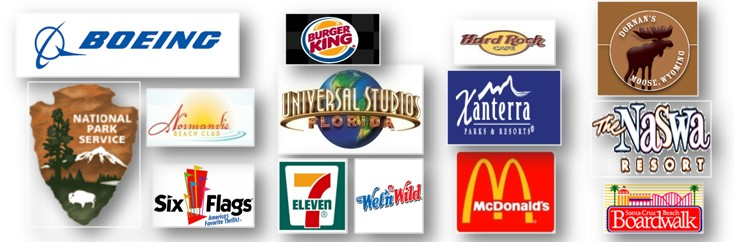 BOEING
BURGER
KING
Hard Rock
CAFE
DORNAN'S
MOOSE, WYOMING
NATIONAL
PARK
SERVICE
Normandie
BEACH CLUB
UNIVERSAL STUDIOS
FLORIDA
Xanterra
PARKS & RESORTS®
The NASWA
RESORT
Six Flags
America's
Favorite Thrills!
7
ELEVEN
Wet'n Wild
M
McDonald's
Santa Cruz Beach
Boardwalk